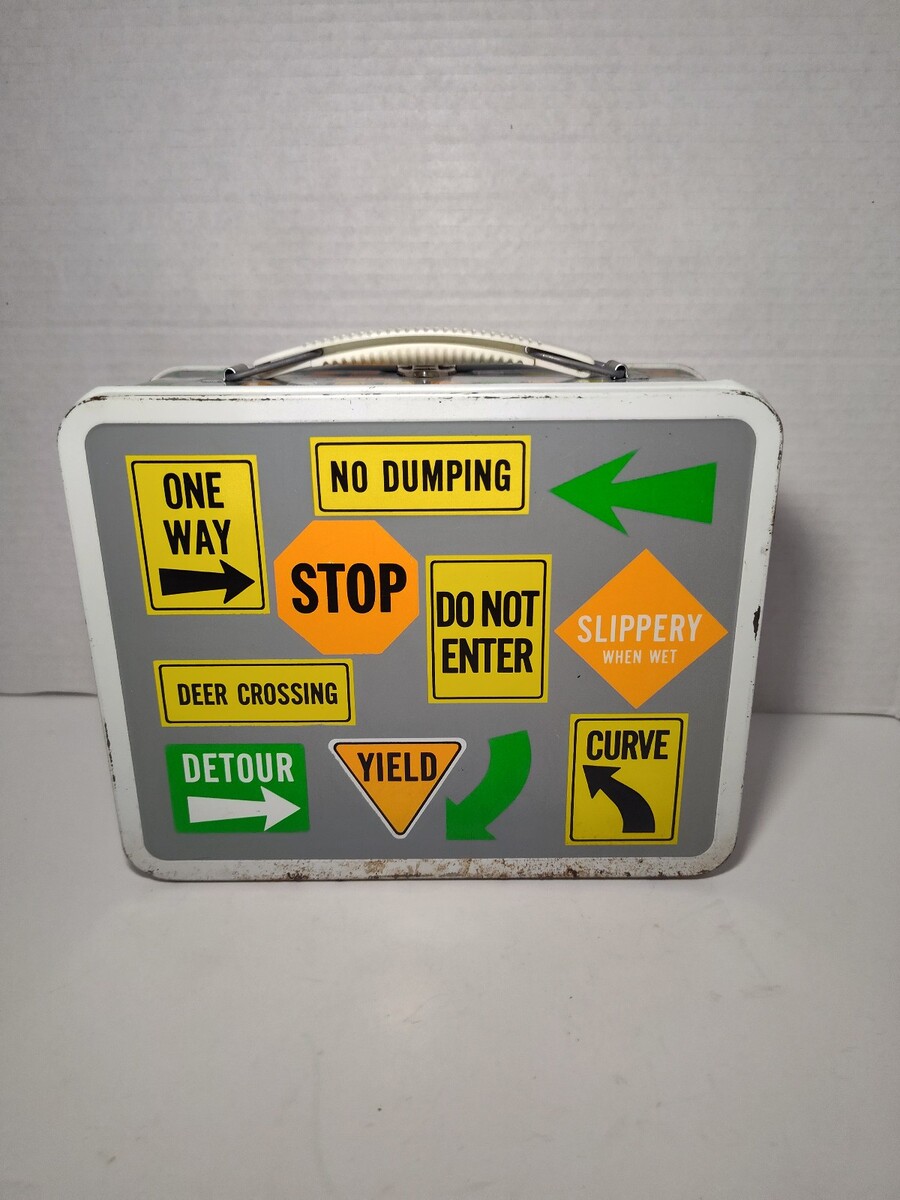 ONE
WAY
NO DUMPING
STOP
DO NOT
ENTER
SLIPPERY
WHEN WET
DEER CROSSING
DETOUR
YIELD
CURVE